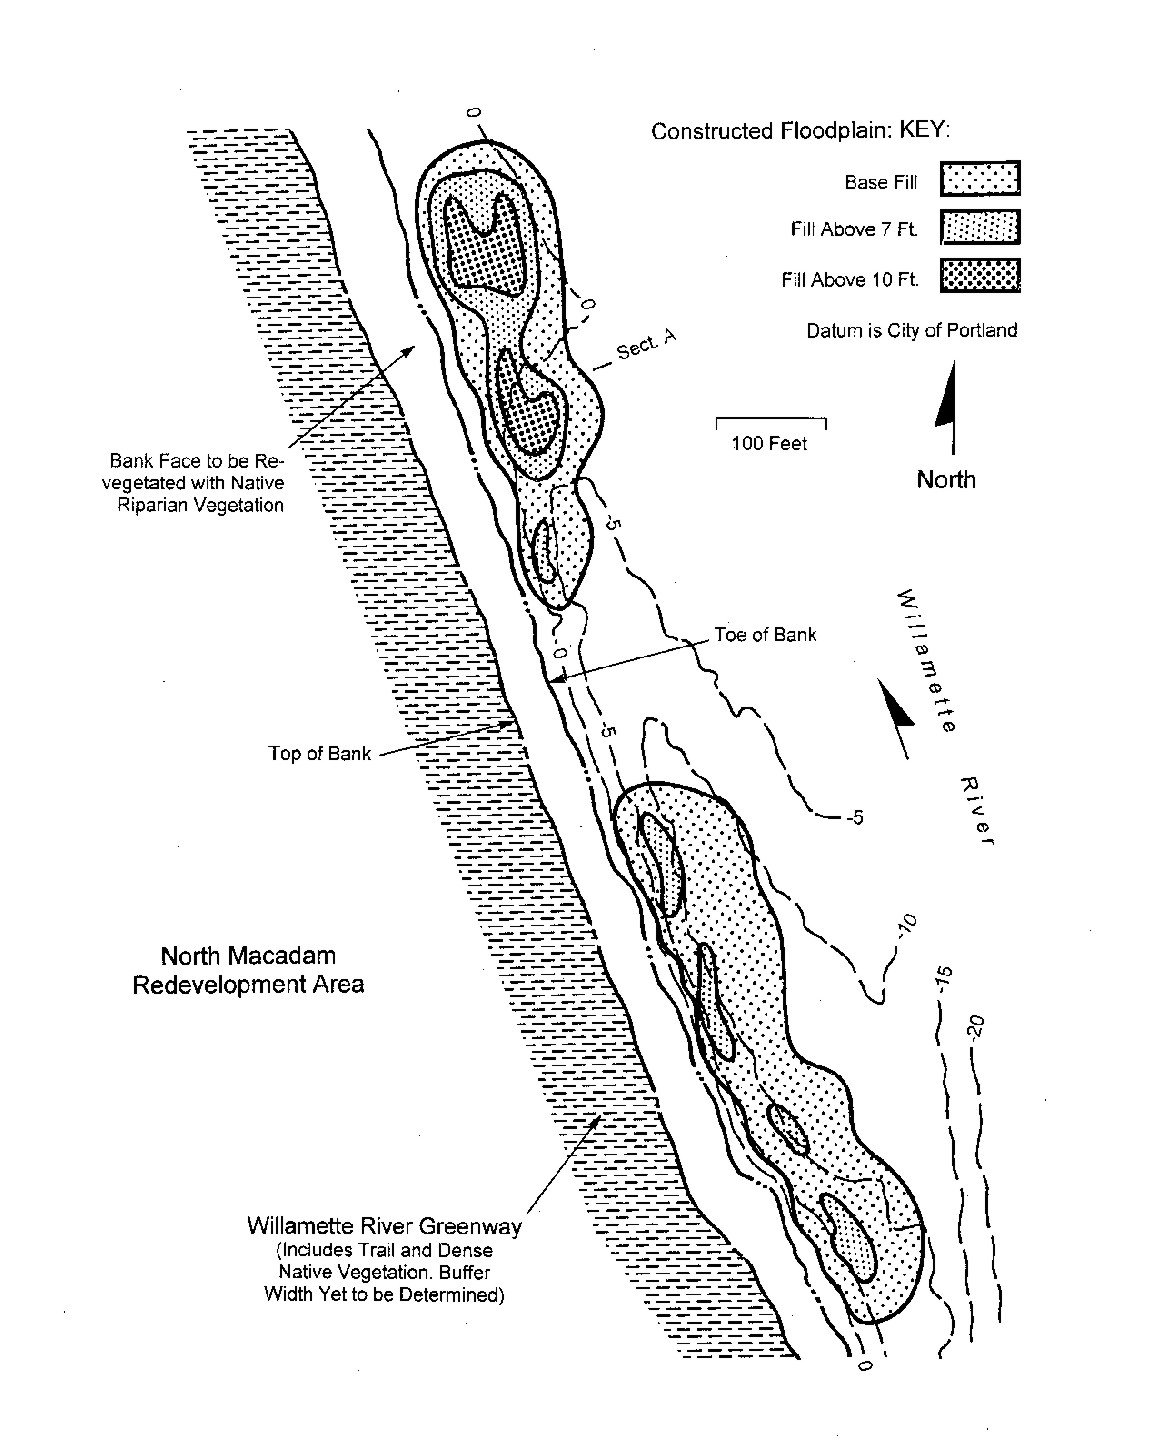 0
Constructed Floodplain: KEY:
Base Fill
Fill Above 7 Ft.
Fill Above 10 Ft.
Datum is City of Portland
0
Sect. A
100 Feet
North
Bank Face to be Re-
vegetated with Native
Riparian Vegetation
-5
Willamette
River
Toe of Bank
0
-5
Top of Bank
-5
-10
North Macadam
Redevelopment Area
-15
-20
Willamette River Greenway
(Includes Trail and Dense
Native Vegetation. Buffer
Width Yet to be Determined)
0